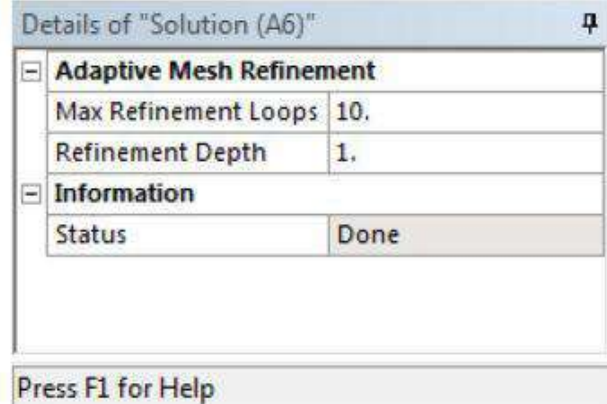 Details of "Solution (A6)"
Adaptive Mesh Refinement
Max Refinement Loops 10.
Refinement Depth 1.
Information
Status Done
Press F1 for Help